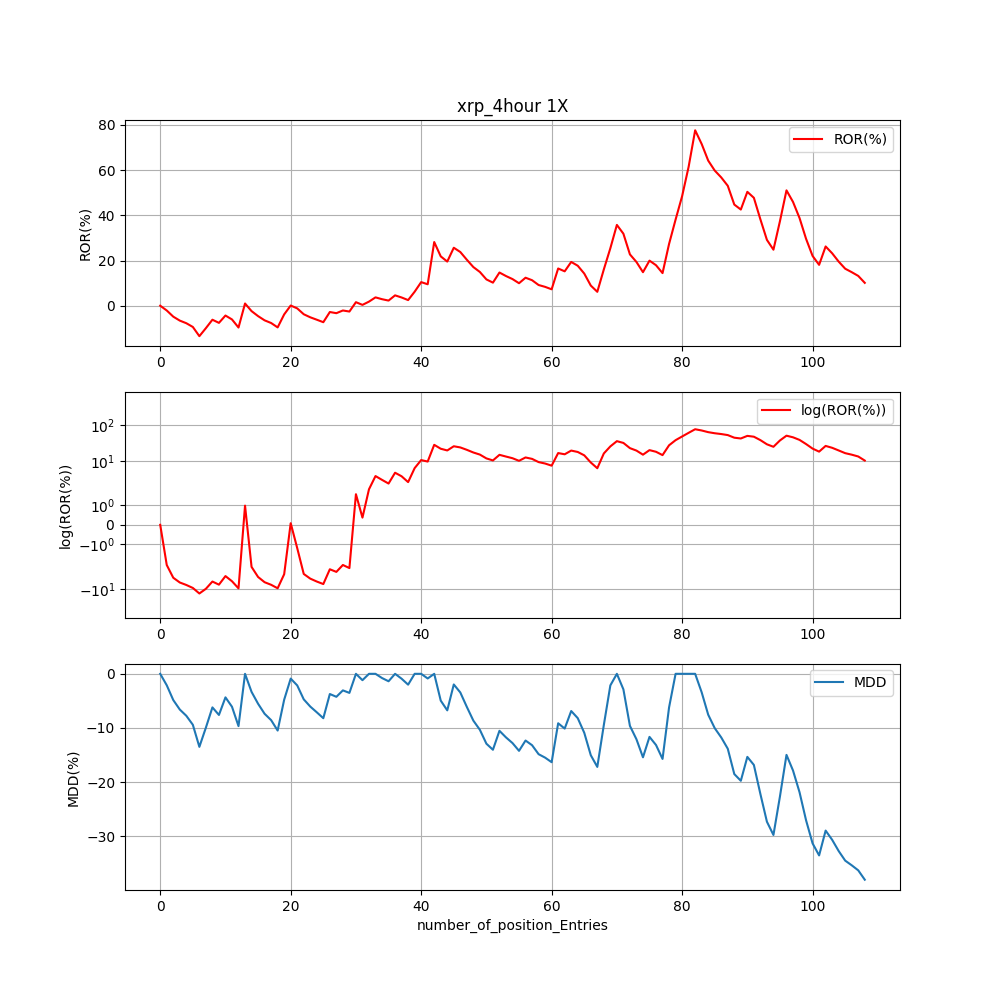 xrp_4hour 1X
ROR(%)
80
60
40
20
0
ROR(%)
0 20 40 60 80 100
log(ROR(%))
10²
10¹
10⁰
0
−10⁰
−10¹
log(ROR(%))
0 20 40 60 80 100
MDD
0
−10
−20
−30
MDD(%)
0 20 40 60 80 100
number_of_position_Entries